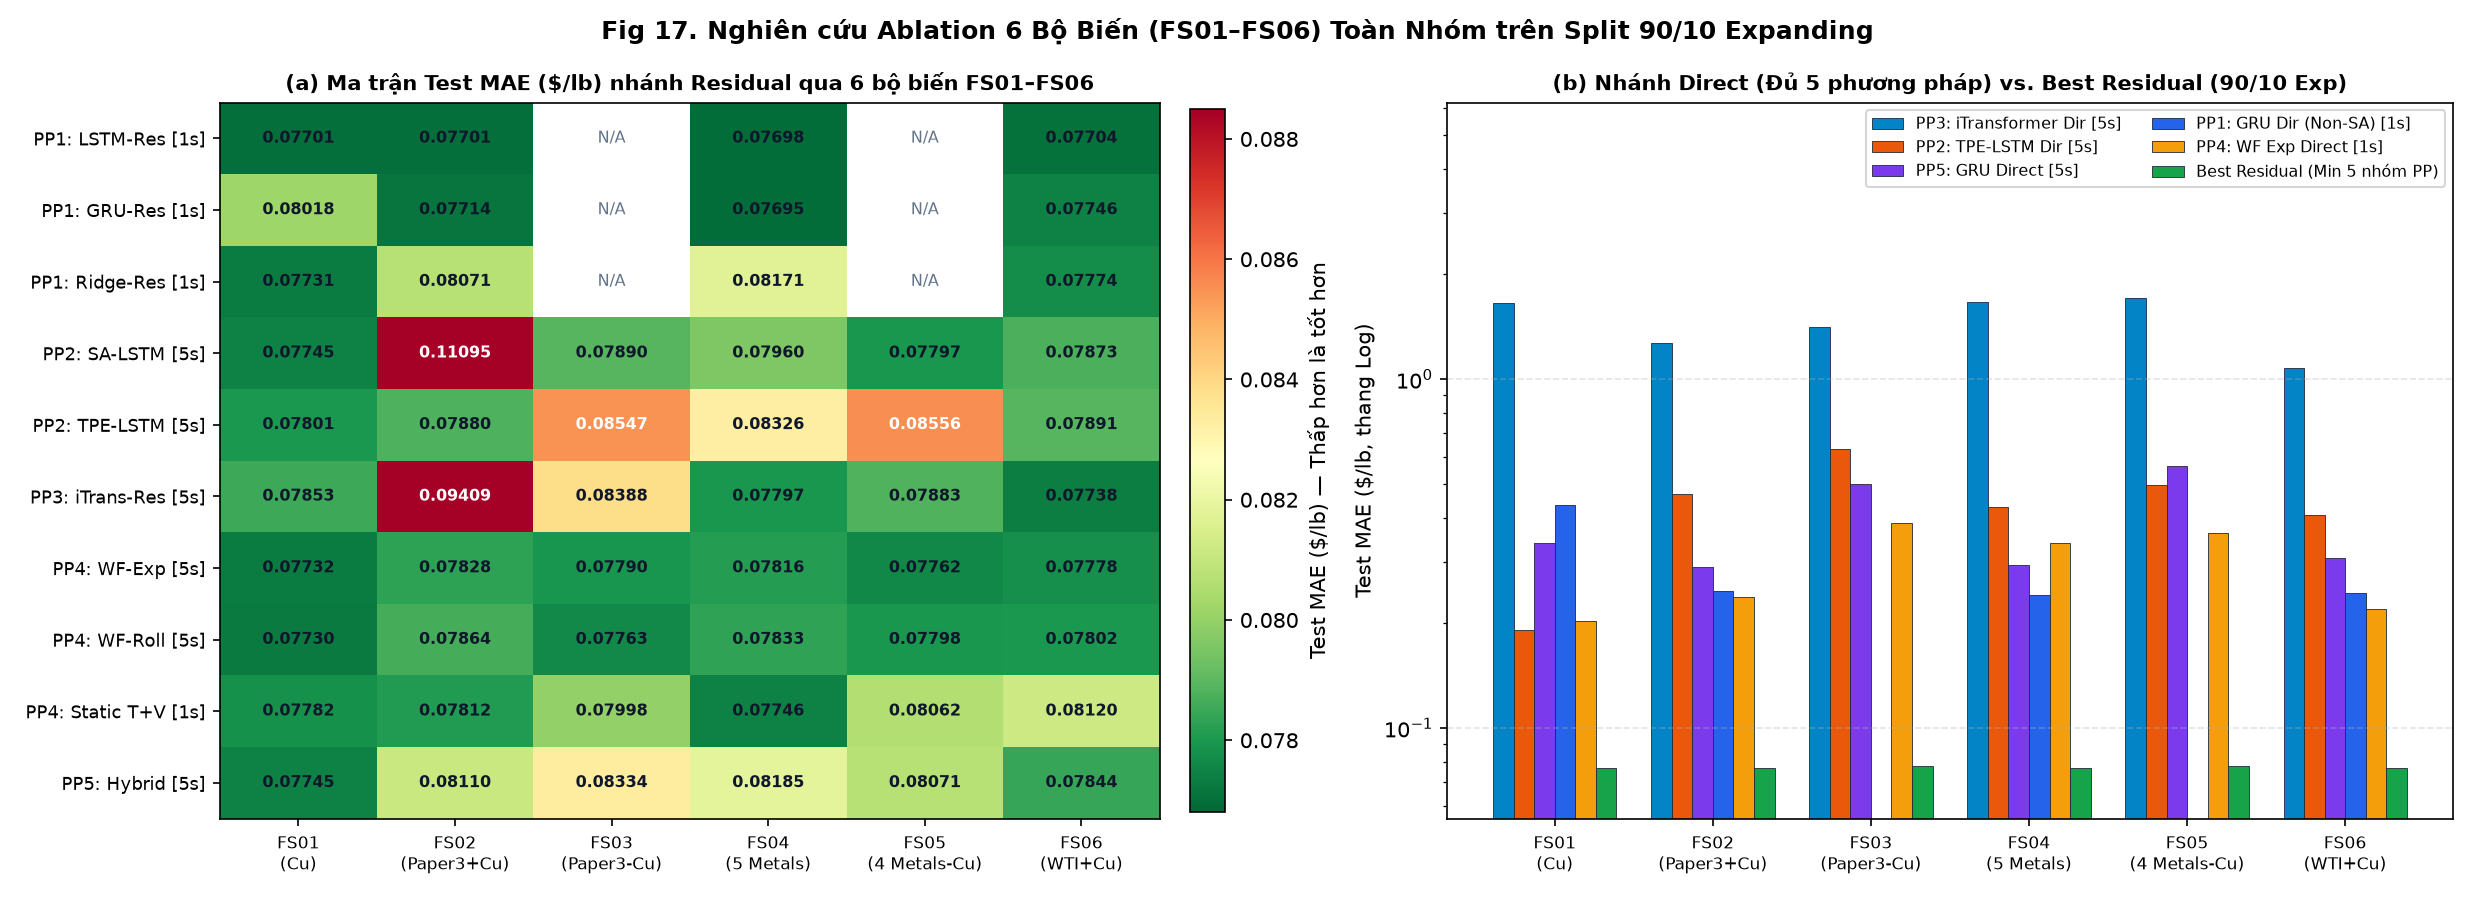 Fig 17. Nghiên cứu Ablation 6 Bộ Biến (FS01–FS06) Toàn Nhóm trên Split 90/10 Expanding
(a) Ma trận Test MAE ($/lb) nhánh Residual qua 6 bộ biến FS01–FS06
PP1: LSTM-Res [1s] 0.07701 0.07701 N/A 0.07698 N/A 0.07704
PP1: GRU-Res [1s] 0.08018 0.07714 N/A 0.07695 N/A 0.07746
PP1: Ridge-Res [1s] 0.07731 0.08071 N/A 0.08171 N/A 0.07774
PP2: SA-LSTM [5s] 0.07745 0.11095 0.07890 0.07960 0.07797 0.07873
PP2: TPE-LSTM [5s] 0.07801 0.07880 0.08547 0.08326 0.08556 0.07891
PP3: iTrans-Res [5s] 0.07853 0.09409 0.08388 0.07797 0.07883 0.07738
PP4: WF-Exp [5s] 0.07732 0.07828 0.07790 0.07816 0.07762 0.07778
PP4: WF-Roll [5s] 0.07730 0.07864 0.07763 0.07833 0.07798 0.07802
PP4: Static T+V [1s] 0.07782 0.07812 0.07998 0.07746 0.08062 0.08120
PP5: Hybrid [5s] 0.07745 0.08110 0.08334 0.08185 0.08071 0.07844
FS01 FS02 FS03 FS04 FS05 FS06
(Cu) (Paper3+Cu) (Paper3-Cu) (5 Metals) (4 Metals-Cu) (WTI+Cu)
0.088
0.086
0.084
0.082
0.080
0.078
Test MAE ($/lb) — Thấp hơn là tốt hơn
(b) Nhánh Direct (Đủ 5 phương pháp) vs. Best Residual (90/10 Exp)
PP3: iTransformer Dir [5s]
PP2: TPE-LSTM Dir [5s]
PP5: GRU Direct [5s]
PP1: GRU Dir (Non-SA) [1s]
PP4: WF Exp Direct [1s]
Best Residual (Min 5 nhóm PP)
Test MAE ($/lb, thang Log)
10⁰
10⁻¹
FS01 FS02 FS03 FS04 FS05 FS06
(Cu) (Paper3+Cu) (Paper3-Cu) (5 Metals) (4 Metals-Cu) (WTI+Cu)